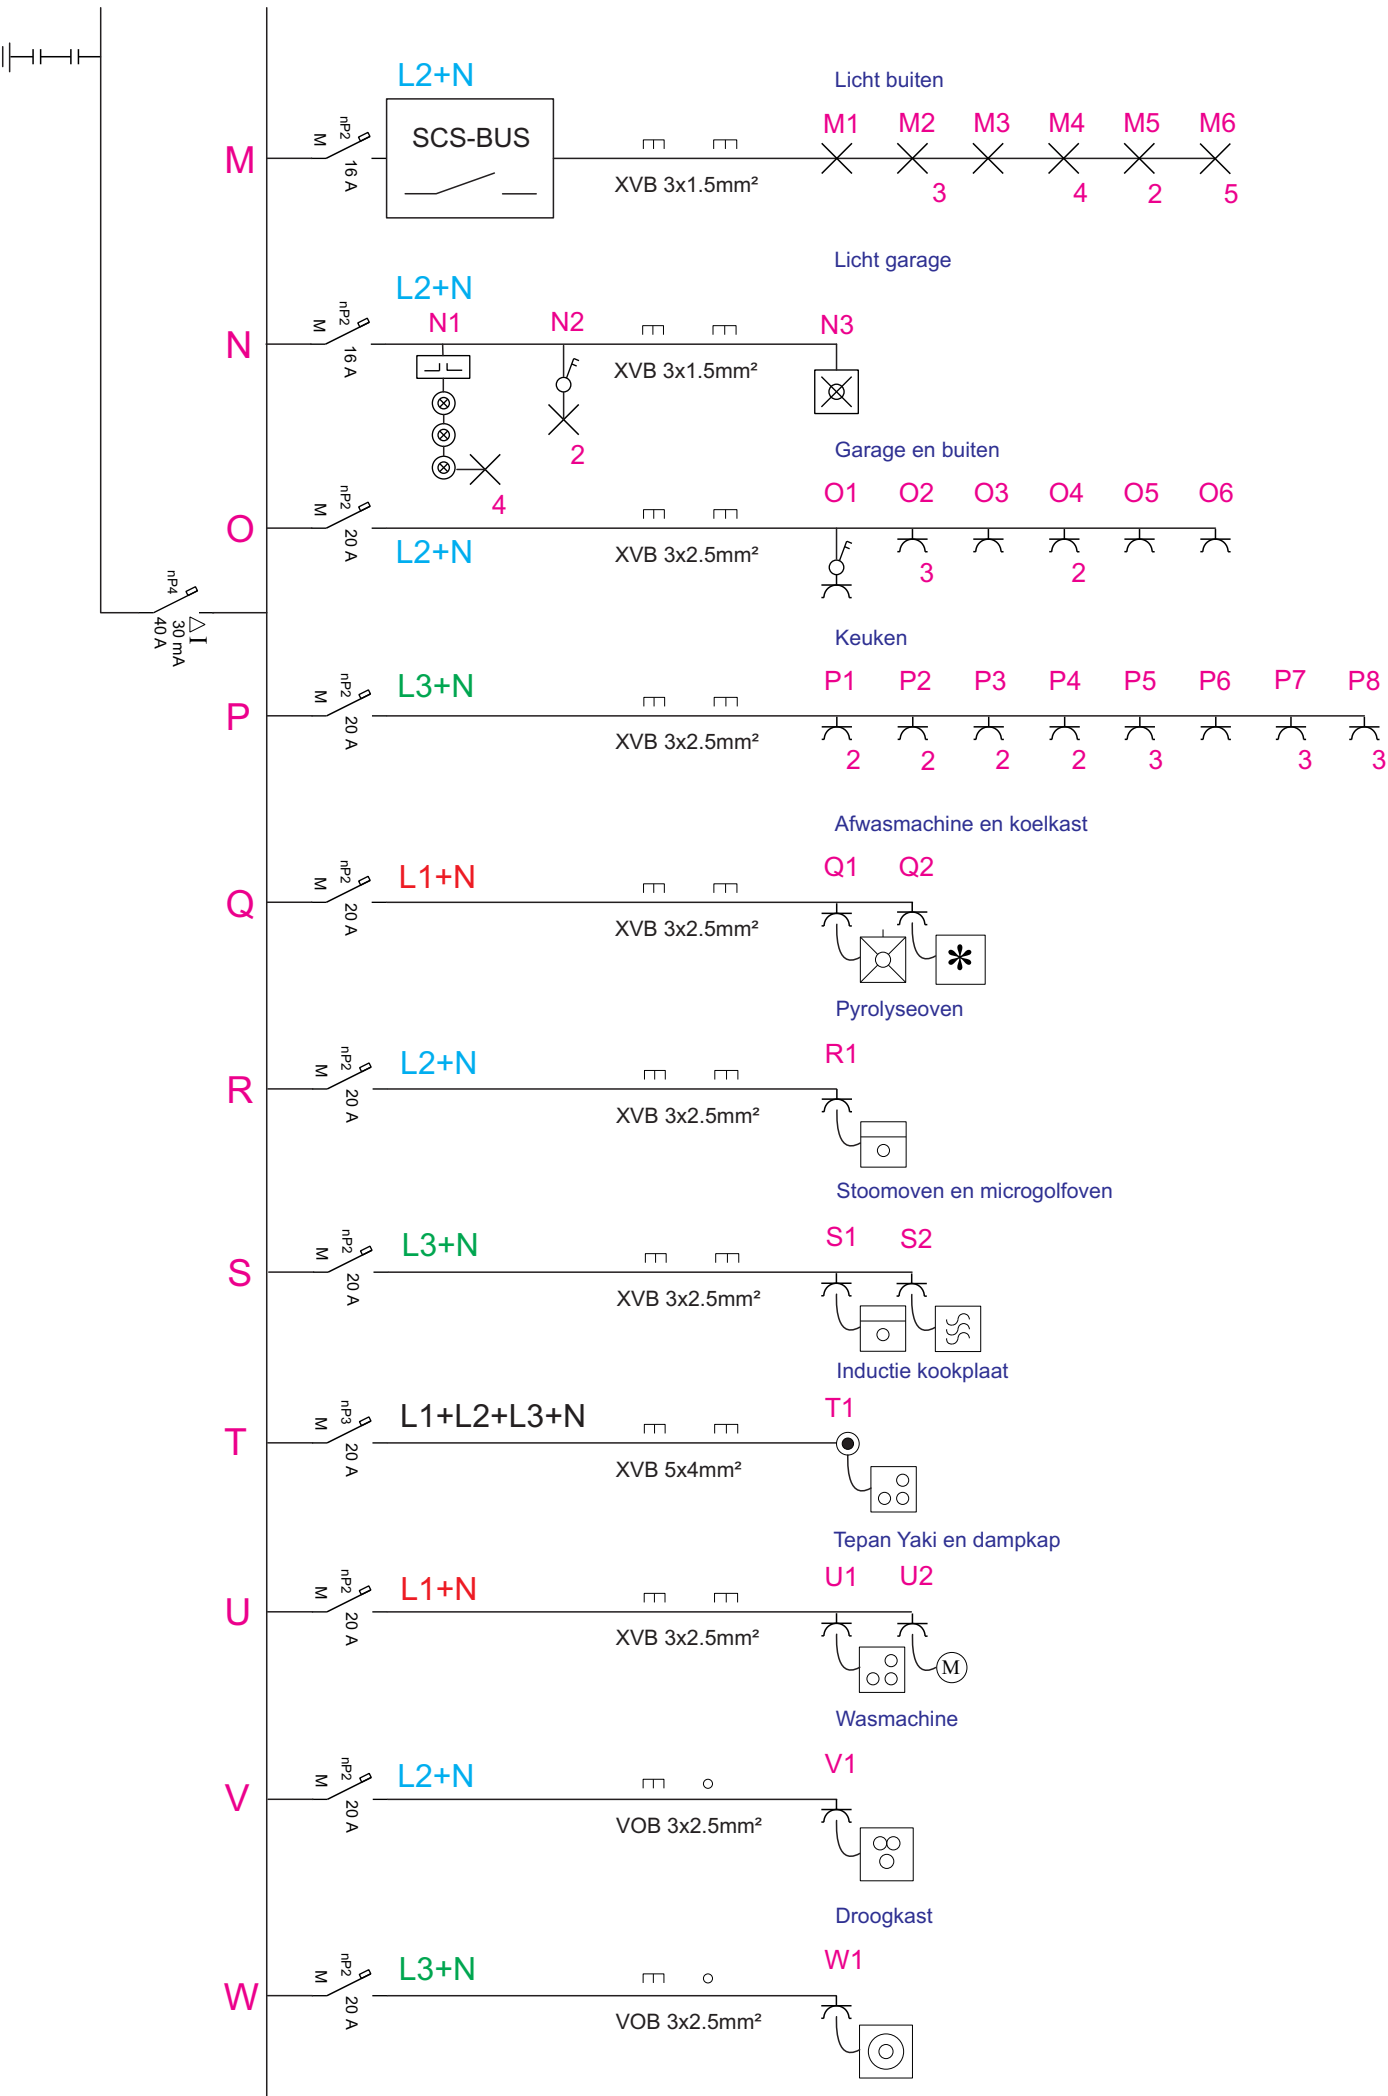 L2+N
Licht buiten
M
M
nP2
16 A
SCS-BUS
XVB 3x1.5mm²
M1 M2 M3 M4 M5 M6
3 4 2 5
Licht garage
L2+N
N
M
nP2
16 A
N1 N2
XVB 3x1.5mm²
N3
2
4
Garage en buiten
O
M
nP2
20 A
L2+N
XVB 3x2.5mm²
O1 O2 O3 O4 O5 O6
3 2
nP4
ΔI
30 mA
40 A
Keuken
P
M
nP2
20 A
L3+N
XVB 3x2.5mm²
P1 P2 P3 P4 P5 P6 P7 P8
2 2 2 2 3 3 3
Afwasmachine en koelkast
Q
M
nP2
20 A
L1+N
XVB 3x2.5mm²
Q1 Q2
*
Pyrolyseoven
R
M
nP2
20 A
L2+N
XVB 3x2.5mm²
R1
Stoomoven en microgolfoven
S
M
nP2
20 A
L3+N
XVB 3x2.5mm²
S1 S2
Inductie kookplaat
T
M
nP3
20 A
L1+L2+L3+N
XVB 5x4mm²
T1
Tepan Yaki en dampkap
U
M
nP2
20 A
L1+N
XVB 3x2.5mm²
U1 U2
M
Wasmachine
V
M
nP2
20 A
L2+N
VOB 3x2.5mm²
V1
Droogkast
W
M
nP2
20 A
L3+N
VOB 3x2.5mm²
W1